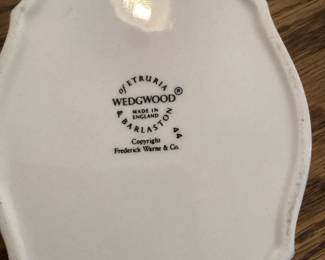 of ETRURIA
WEDGWOOD®
MADE IN
ENGLAND
& BARLASTON
44
Copyright
Frederick Warne & Co.